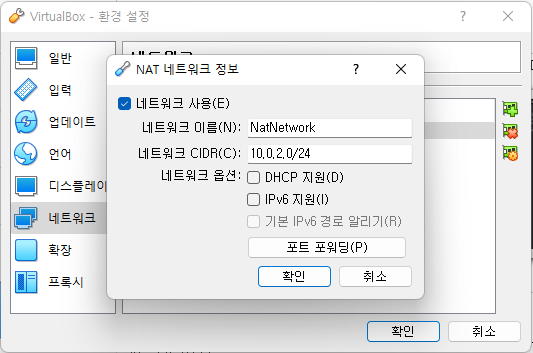 VirtualBox - 환경 설정
일반
입력
업데이트
언어
디스플레이
네트워크
확장
프록시
NAT 네트워크 정보
네트워크 사용(E)
네트워크 이름(N): NatNetwork
네트워크 CIDR(C): 10,0,2,0/24
네트워크 옵션: DHCP 지원(D)
IPv6 지원(I)
기본 IPv6 경로 알리기(R)
포트 포워딩(P)
확인 취소
확인 취소